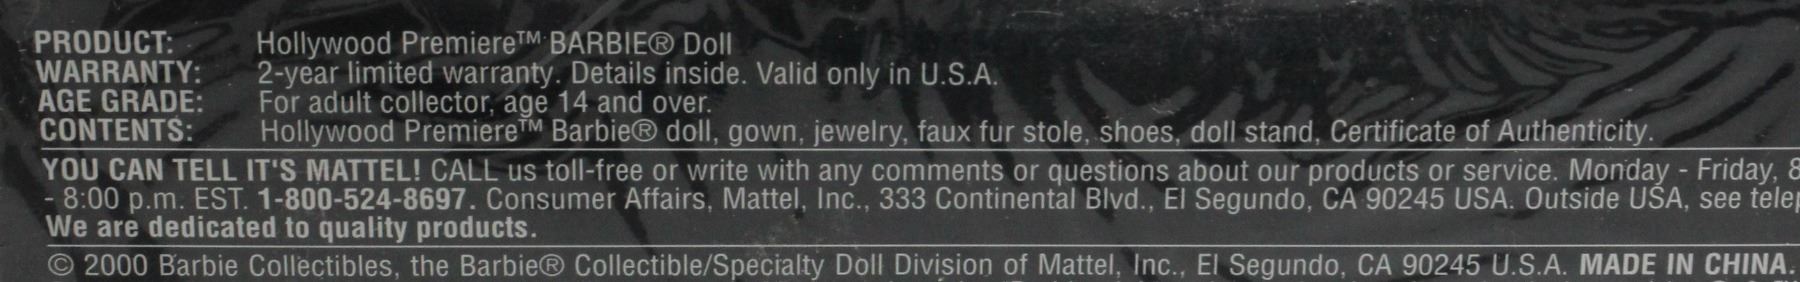 PRODUCT: Hollywood Premiere™ BARBIE® Doll
WARRANTY: 2-year limited warranty. Details inside. Valid only in U.S.A.
AGE GRADE: For adult collector, age 14 and over.
CONTENTS: Hollywood Premiere™ Barbie® doll, gown, jewelry, faux fur stole, shoes, doll stand, Certificate of Authenticity.
YOU CAN TELL IT'S MATTEL! CALL us toll-free or write with any comments or questions about our products or service. Monday - Friday, 8
- 8:00 p.m. EST. 1-800-524-8697. Consumer Affairs, Mattel, Inc., 333 Continental Blvd., El Segundo, CA 90245 USA. Outside USA, see
We are dedicated to quality products.
© 2000 Barbie Collectibles, the Barbie® Collectible/Specialty Doll Division of Mattel, Inc., El Segundo, CA 90245 U.S.A. MADE IN CHINA.